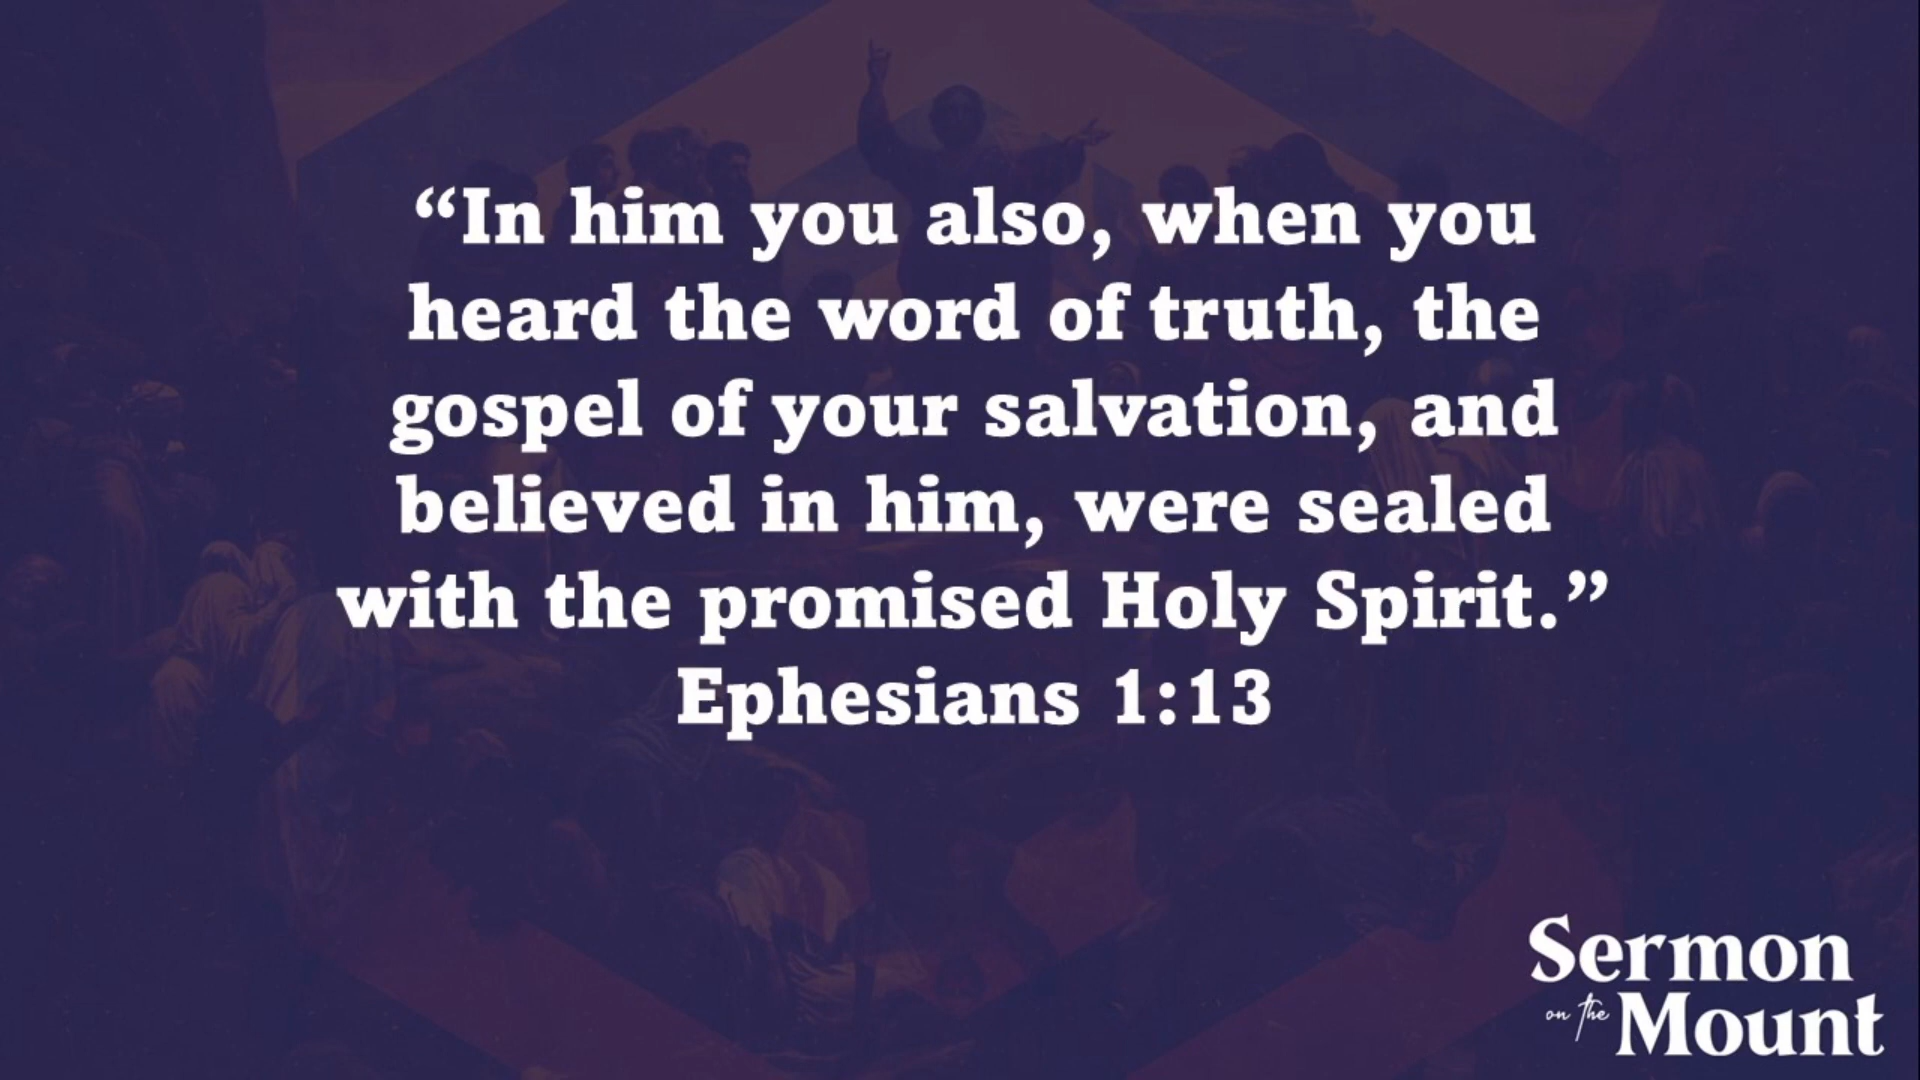 “In him you also, when you
heard the word of truth, the
gospel of your salvation, and
believed in him, were sealed
with the promised Holy Spirit.”
Ephesians 1:13
Sermon
on the Mount